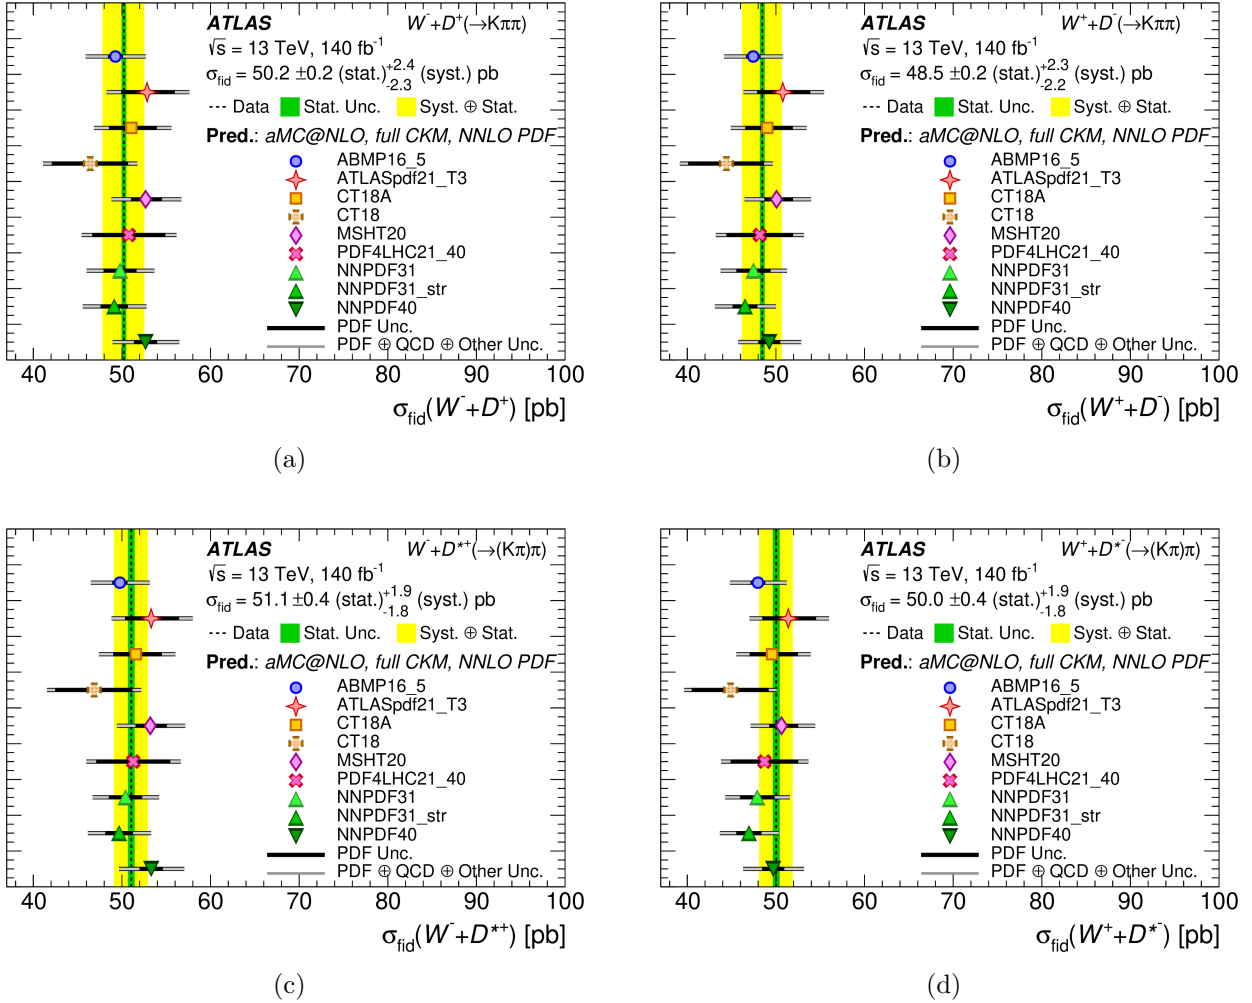 ATLAS W⁻+D⁺(→Kππ)
√s = 13 TeV, 140 fb⁻¹
σ_fid = 50.2 ±0.2 (stat.) +2.4 -2.3 (syst.) pb
--- Data Stat. Unc. Syst. ⊕ Stat.
Pred.: aMC@NLO, full CKM, NNLO PDF
ABMP16_5
ATLASpdf21_T3
CT18A
CT18
MSHT20
PDF4LHC21_40
NNPDF31
NNPDF31_str
NNPDF40
PDF Unc.
PDF ⊕ QCD ⊕ Other Unc.
40 50 60 70 80 90 100
σ_fid(W⁻+D⁺) [pb]
(a)
ATLAS W⁺+D⁻(→Kππ)
√s = 13 TeV, 140 fb⁻¹
σ_fid = 48.5 ±0.2 (stat.) +2.3 -2.2 (syst.) pb
--- Data Stat. Unc. Syst. ⊕ Stat.
Pred.: aMC@NLO, full CKM, NNLO PDF
ABMP16_5
ATLASpdf21_T3
CT18A
CT18
MSHT20
PDF4LHC21_40
NNPDF31
NNPDF31_str
NNPDF40
PDF Unc.
PDF ⊕ QCD ⊕ Other Unc.
40 50 60 70 80 90 100
σ_fid(W⁺+D⁻) [pb]
(b)
ATLAS W⁻+D*⁺(→(Kπ)π)
√s = 13 TeV, 140 fb⁻¹
σ_fid = 51.1 ±0.4 (stat.) +1.9 -1.8 (syst.) pb
--- Data Stat. Unc. Syst. ⊕ Stat.
Pred.: aMC@NLO, full CKM, NNLO PDF
ABMP16_5
ATLASpdf21_T3
CT18A
CT18
MSHT20
PDF4LHC21_40
NNPDF31
NNPDF31_str
NNPDF40
PDF Unc.
PDF ⊕ QCD ⊕ Other Unc.
40 50 60 70 80 90 100
σ_fid(W⁻+D*⁺) [pb]
(c)
ATLAS W⁺+D*⁻(→(Kπ)π)
√s = 13 TeV, 140 fb⁻¹
σ_fid = 50.0 ±0.4 (stat.) +1.9 -1.8 (syst.) pb
--- Data Stat. Unc. Syst. ⊕ Stat.
Pred.: aMC@NLO, full CKM, NNLO PDF
ABMP16_5
ATLASpdf21_T3
CT18A
CT18
MSHT20
PDF4LHC21_40
NNPDF31
NNPDF31_str
NNPDF40
PDF Unc.
PDF ⊕ QCD ⊕ Other Unc.
40 50 60 70 80 90 100
σ_fid(W⁺+D*⁻) [pb]
(d)